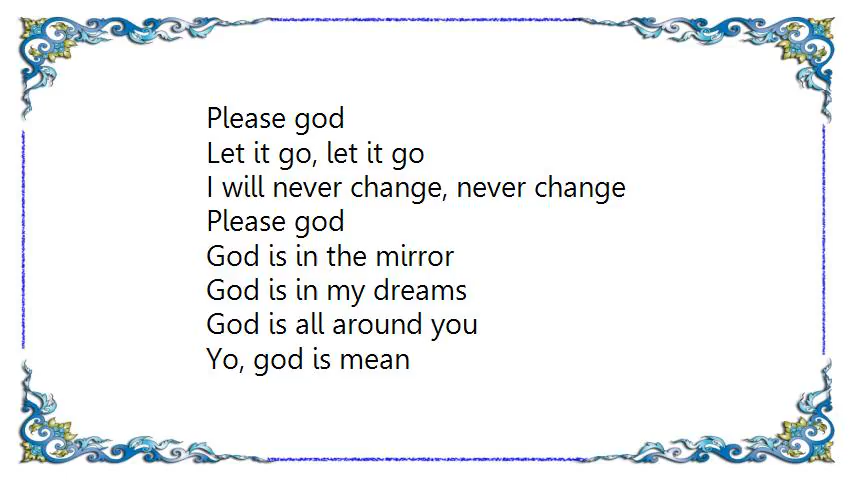 Please god
Let it go, let it go
I will never change, never change
Please god
God is in the mirror
God is in my dreams
God is all around you
Yo, god is mean